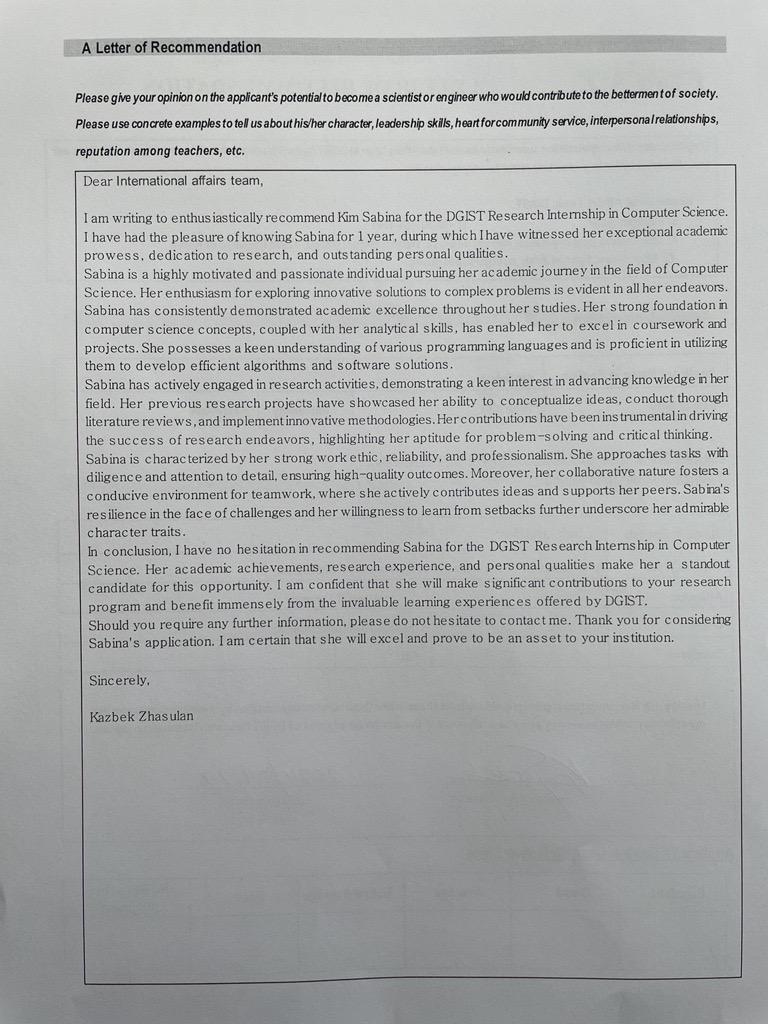 A Letter of Recommendation
Please give your opinion on the applicant's potential to become a scientist or engineer who would contribute to the betterment of society.
Please use concrete examples to tell us about his/her character, leadership skills, heart for community service, interpersonal relationships,
reputation among teachers, etc.
Dear International affairs team,
I am writing to enthusiastically recommend Kim Sabina for the DGIST Research Internship in Computer Science.
I have had the pleasure of knowing Sabina for 1 year, during which I have witnessed her exceptional academic
prowess, dedication to research, and outstanding personal qualities.
Sabina is a highly motivated and passionate individual pursuing her academic journey in the field of Computer
Science. Her enthusiasm for exploring innovative solutions to complex problems is evident in all her endeavors.
Sabina has consistently demonstrated academic excellence throughout her studies. Her strong foundation in
computer science concepts, coupled with her analytical skills, has enabled her to excel in coursework and
projects. She possesses a keen understanding of various programming languages and is proficient in utilizing
them to develop efficient algorithms and software solutions.
Sabina has actively engaged in research activities, demonstrating a keen interest in advancing knowledge in her
field. Her previous research projects have showcased her ability to conceptualize ideas, conduct thorough
literature reviews, and implement innovative methodologies. Her contributions have been instrumental in driving
the success of research endeavors, highlighting her aptitude for problem-solving and critical thinking.
Sabina is characterized by her strong work ethic, reliability, and professionalism. She approaches tasks with
diligence and attention to detail, ensuring high-quality outcomes. Moreover, her collaborative nature fosters a
conducive environment for teamwork, where she actively contributes ideas and supports her peers. Sabina's
resilience in the face of challenges and her willingness to learn from setbacks further underscore her admirable
character traits.
In conclusion, I have no hesitation in recommending Sabina for the DGIST Research Internship in Computer
Science. Her academic achievements, research experience, and personal qualities make her a standout
candidate for this opportunity. I am confident that she will make significant contributions to your research
program and benefit immensely from the invaluable learning experiences offered by DGIST.
Should you require any further information, please do not hesitate to contact me. Thank you for considering
Sabina's application. I am certain that she will excel and prove to be an asset to your institution.
Sincerely,
Kazbek Zhasulan